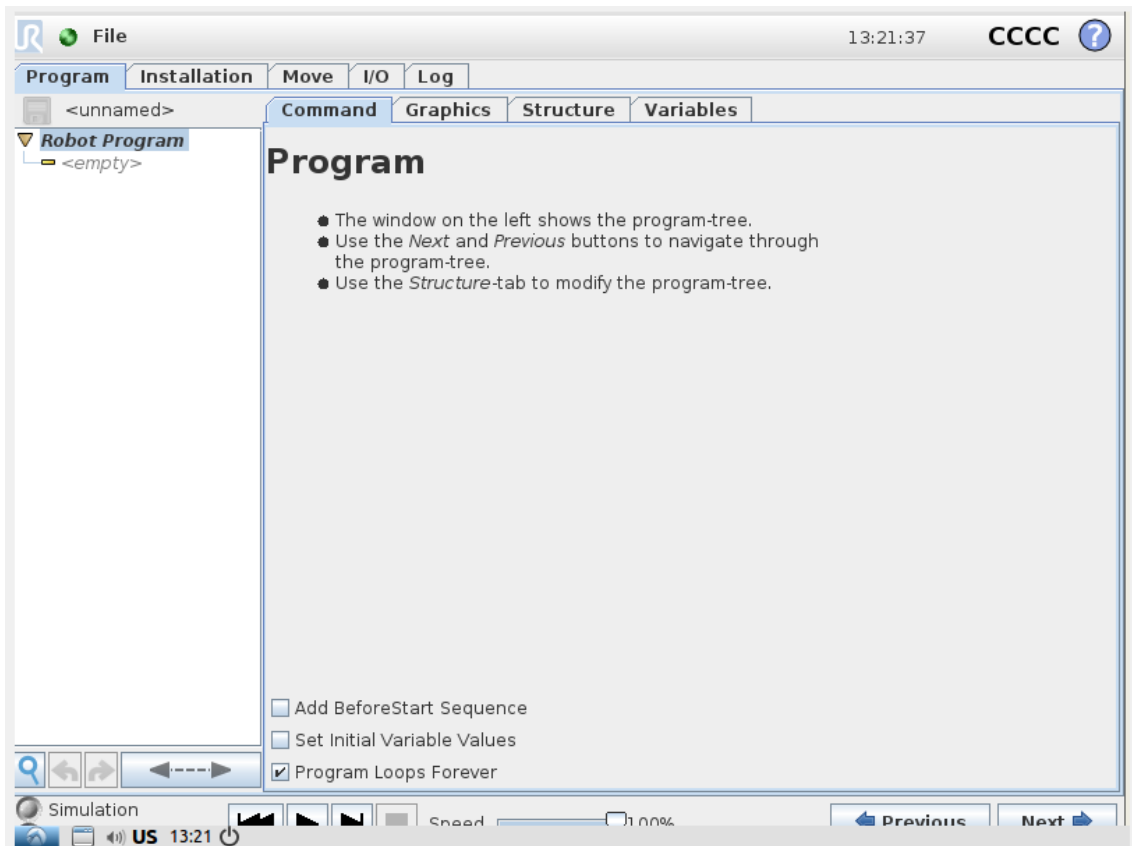 File 13:21:37 CCCC ?
Program Installation Move I/O Log
<unnamed> Command Graphics Structure Variables
Robot Program
<empty>
Program
The window on the left shows the program-tree.
Use the Next and Previous buttons to navigate through
the program-tree.
Use the Structure-tab to modify the program-tree.
Add BeforeStart Sequence
Set Initial Variable Values
Program Loops Forever
Simulation
Speed 100% Previous Next
US 13:21